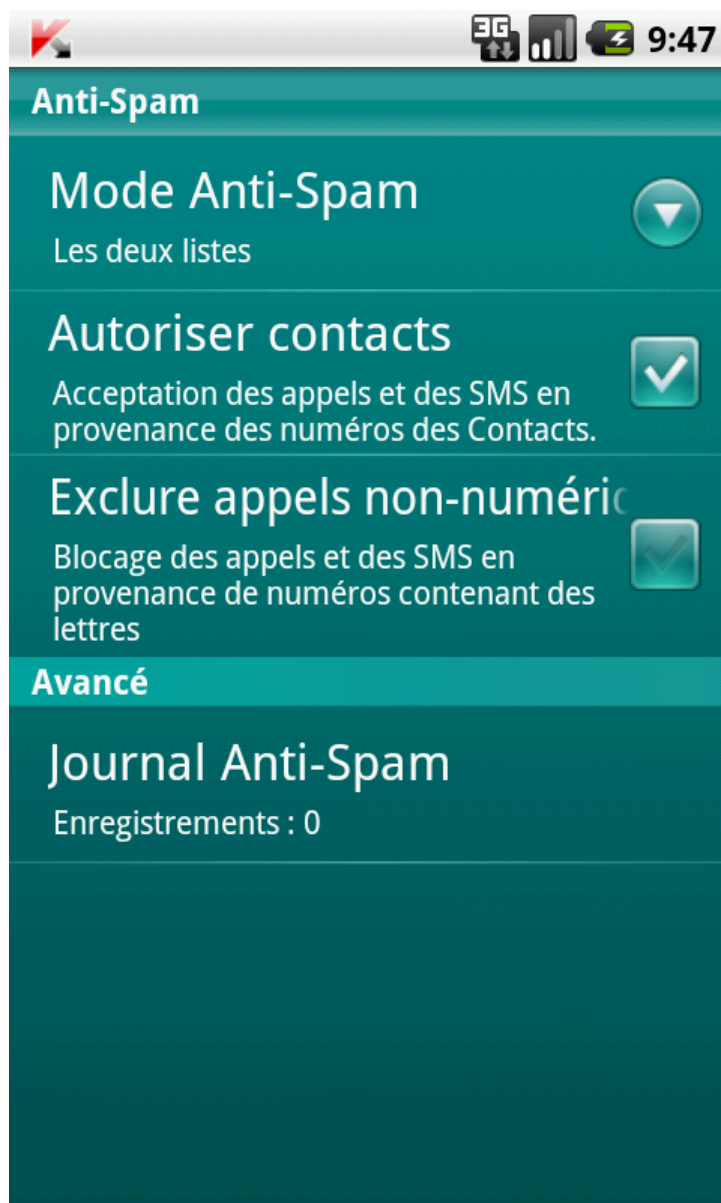 3G 9:47
Anti-Spam
Mode Anti-Spam
Les deux listes
Autoriser contacts
Acceptation des appels et des SMS en
provenance des numéros des Contacts.
Exclure appels non-numéric
Blocage des appels et des SMS en
provenance de numéros contenant des
lettres
Avancé
Journal Anti-Spam
Enregistrements : 0